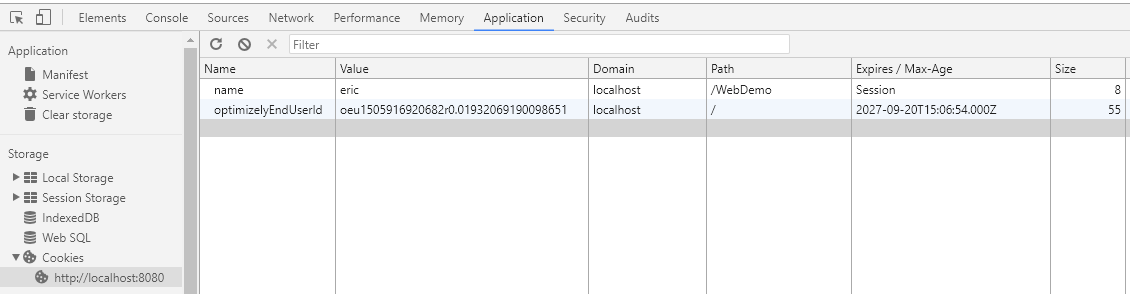 Elements Console Sources Network Performance Memory Application Security Audits
Application
Manifest
Service Workers
Clear storage
Storage
Local Storage
Session Storage
IndexedDB
Web SQL
Cookies
http://localhost:8080
Filter
Name Value Domain Path Expires / Max-Age Size
name eric localhost /WebDemo Session 8
optimizelyEndUserId oeu1505916920682r0.01932069190098651 localhost / 2027-09-20T15:06:54.000Z 55